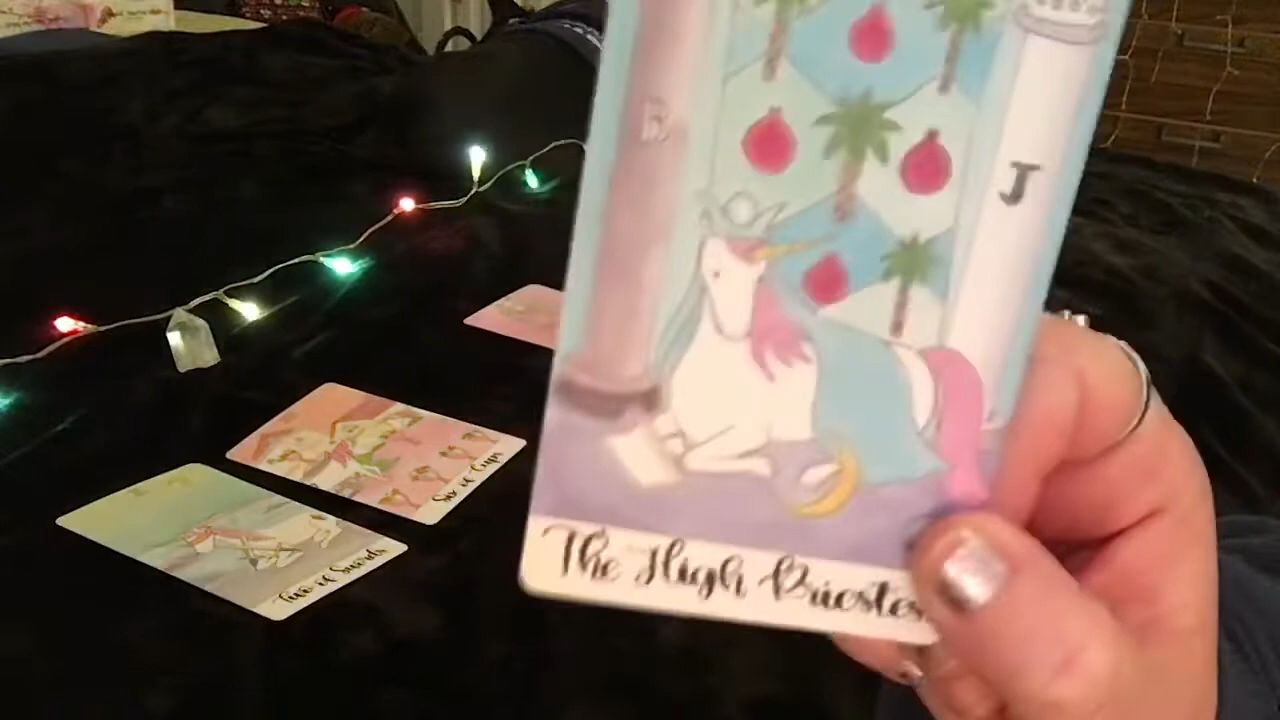 B
J
The High Priestess
Six of Cups
Two of Swords